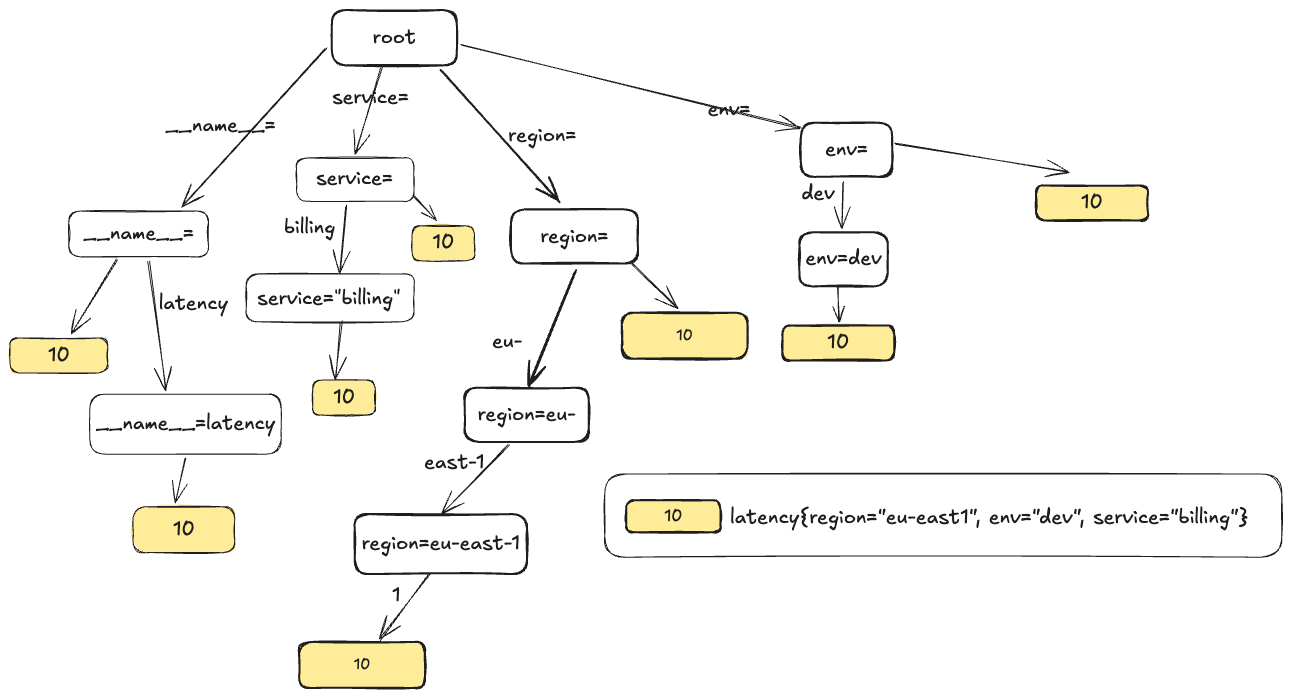 root
service=
env=
__name__=
region=
env=
service=
dev
10
__name__=
billing
10
region=
env=dev
service="billing"
latency
10
10
eu-
10
10
region=eu-
__name__=latency
east-1
10
10
latency{region="eu-east1", env="dev", service="billing"}
region=eu-east-1
1
10